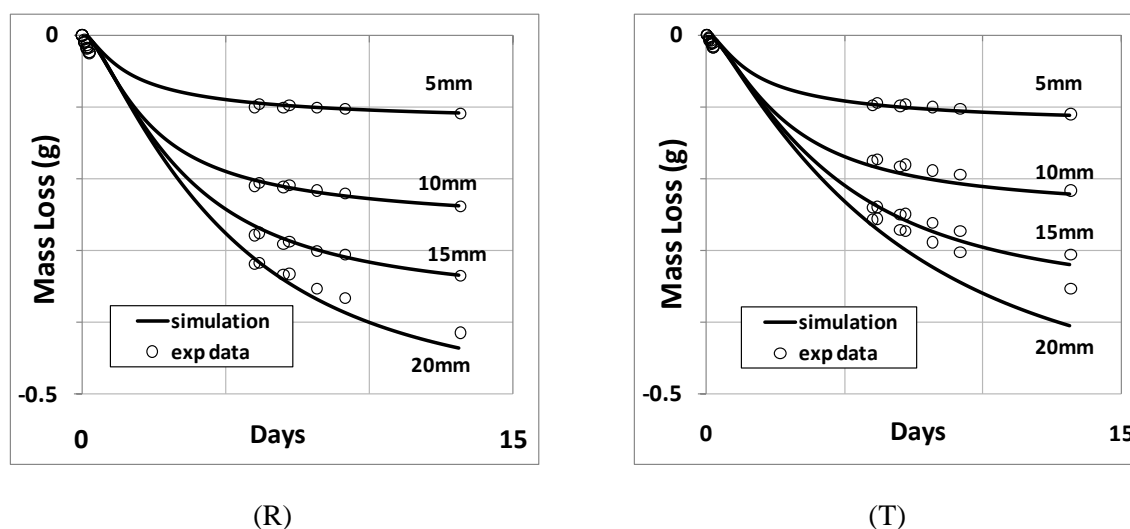 0
5mm
10mm
15mm
20mm
Mass Loss (g)
simulation
exp data
-0.5
0
Days
15
(R)
0
5mm
10mm
15mm
20mm
Mass Loss (g)
simulation
exp data
-0.5
0
Days
15
(T)